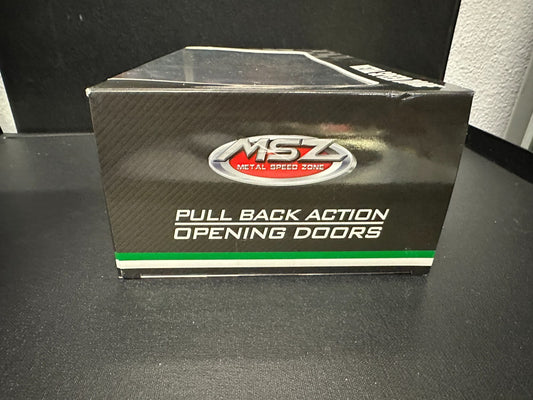 MSZ
METAL SPEED ZONE
PULL BACK ACTION
OPENING DOORS